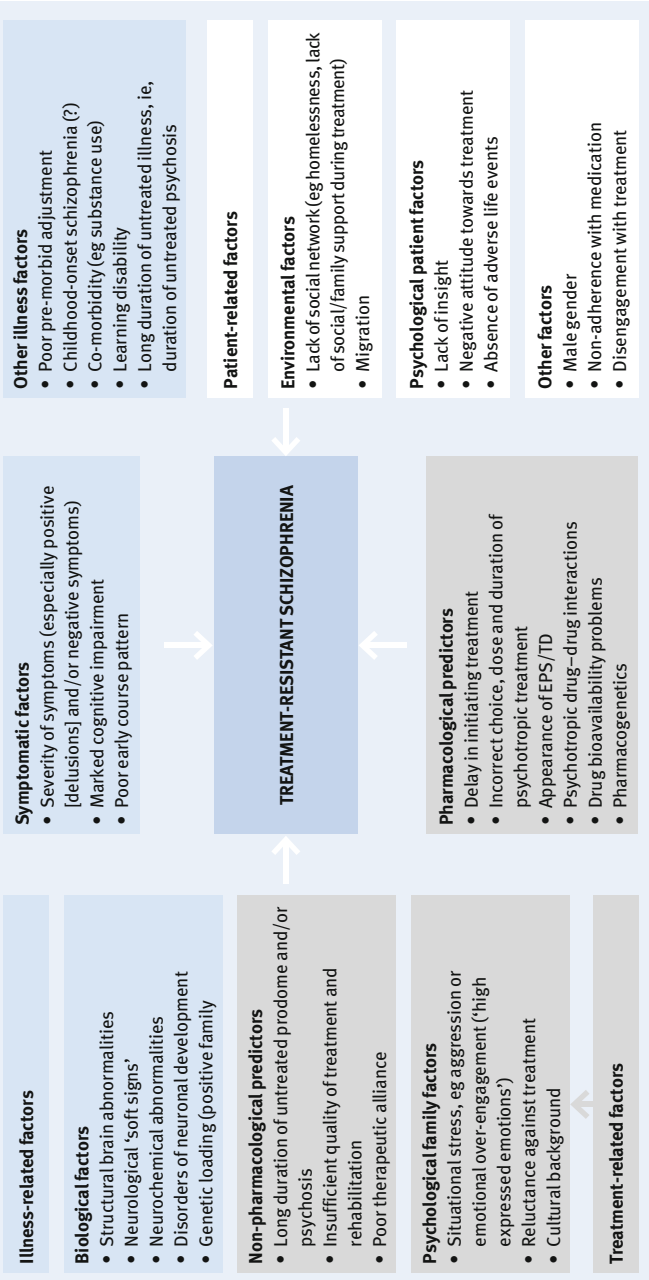 Illness-related factors
Biological factors
• Structural brain abnormalities
• Neurological ‘soft signs’
• Neurochemical abnormalities
• Disorders of neuronal development
• Genetic loading (positive family
Non-pharmacological predictors
• Long duration of untreated prodome and/or
psychosis
• Insufficient quality of treatment and
rehabilitation
• Poor therapeutic alliance
Psychological family factors
• Situational stress, eg aggression or
emotional over-engagement (‘high
expressed emotions’)
• Reluctance against treatment
• Cultural background
Treatment-related factors
Symptomatic factors
• Severity of symptoms (especially positive
[delusions] and/or negative symptoms)
• Marked cognitive impairment
• Poor early course pattern
TREATMENT-RESISTANT SCHIZOPHRENIA
Pharmacological predictors
• Delay in initiating treatment
• Incorrect choice, dose and duration of
psychotropic treatment
• Appearance of EPS/TD
• Psychotropic drug–drug interactions
• Drug bioavailability problems
• Pharmacogenetics
Other illness factors
• Poor pre-morbid adjustment
• Childhood-onset schizophrenia (?)
• Co-morbidity (eg substance use)
• Learning disability
• Long duration of untreated illness, ie,
duration of untreated psychosis
Patient-related factors
Environmental factors
• Lack of social network (eg homelessness, lack
of social/family support during treatment)
• Migration
Psychological patient factors
• Lack of insight
• Negative attitude towards treatment
• Absence of adverse life events
Other factors
• Male gender
• Non-adherence with medication
• Disengagement with treatment